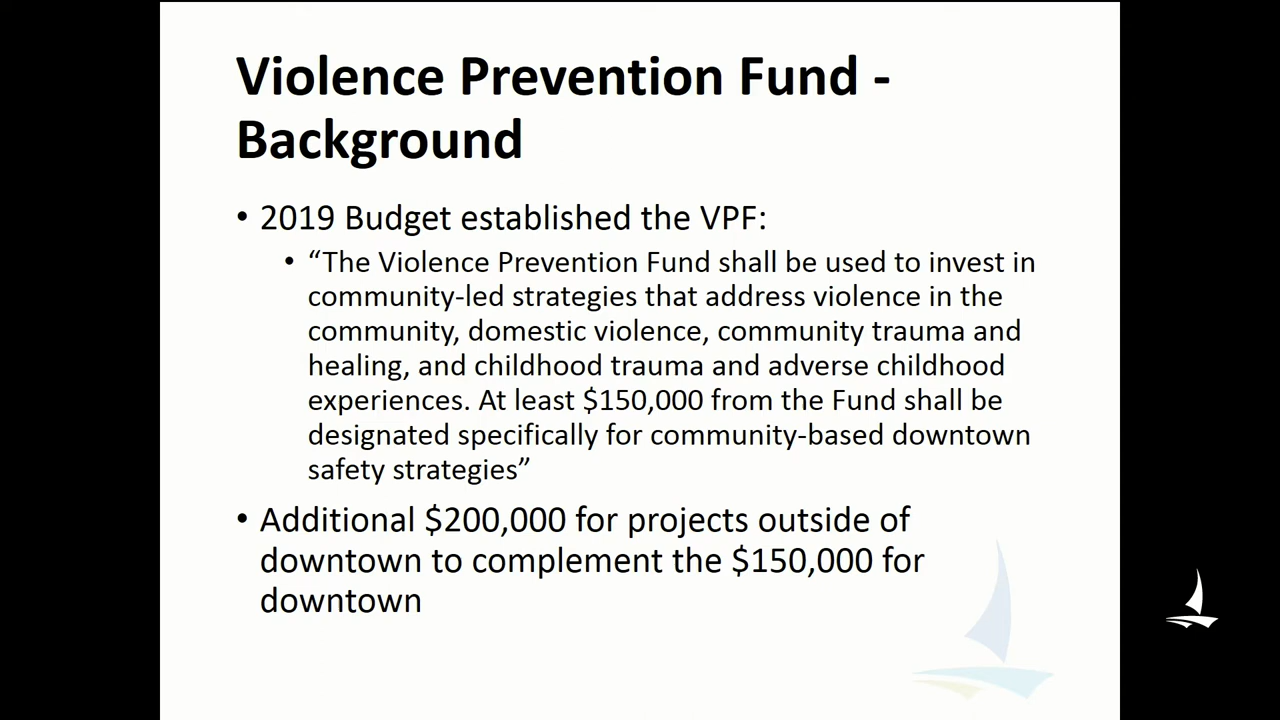 Violence Prevention Fund -
Background
• 2019 Budget established the VPF:
• “The Violence Prevention Fund shall be used to invest in
community-led strategies that address violence in the
community, domestic violence, community trauma and
healing, and childhood trauma and adverse childhood
experiences. At least $150,000 from the Fund shall be
designated specifically for community-based downtown
safety strategies”
• Additional $200,000 for projects outside of
downtown to complement the $150,000 for
downtown